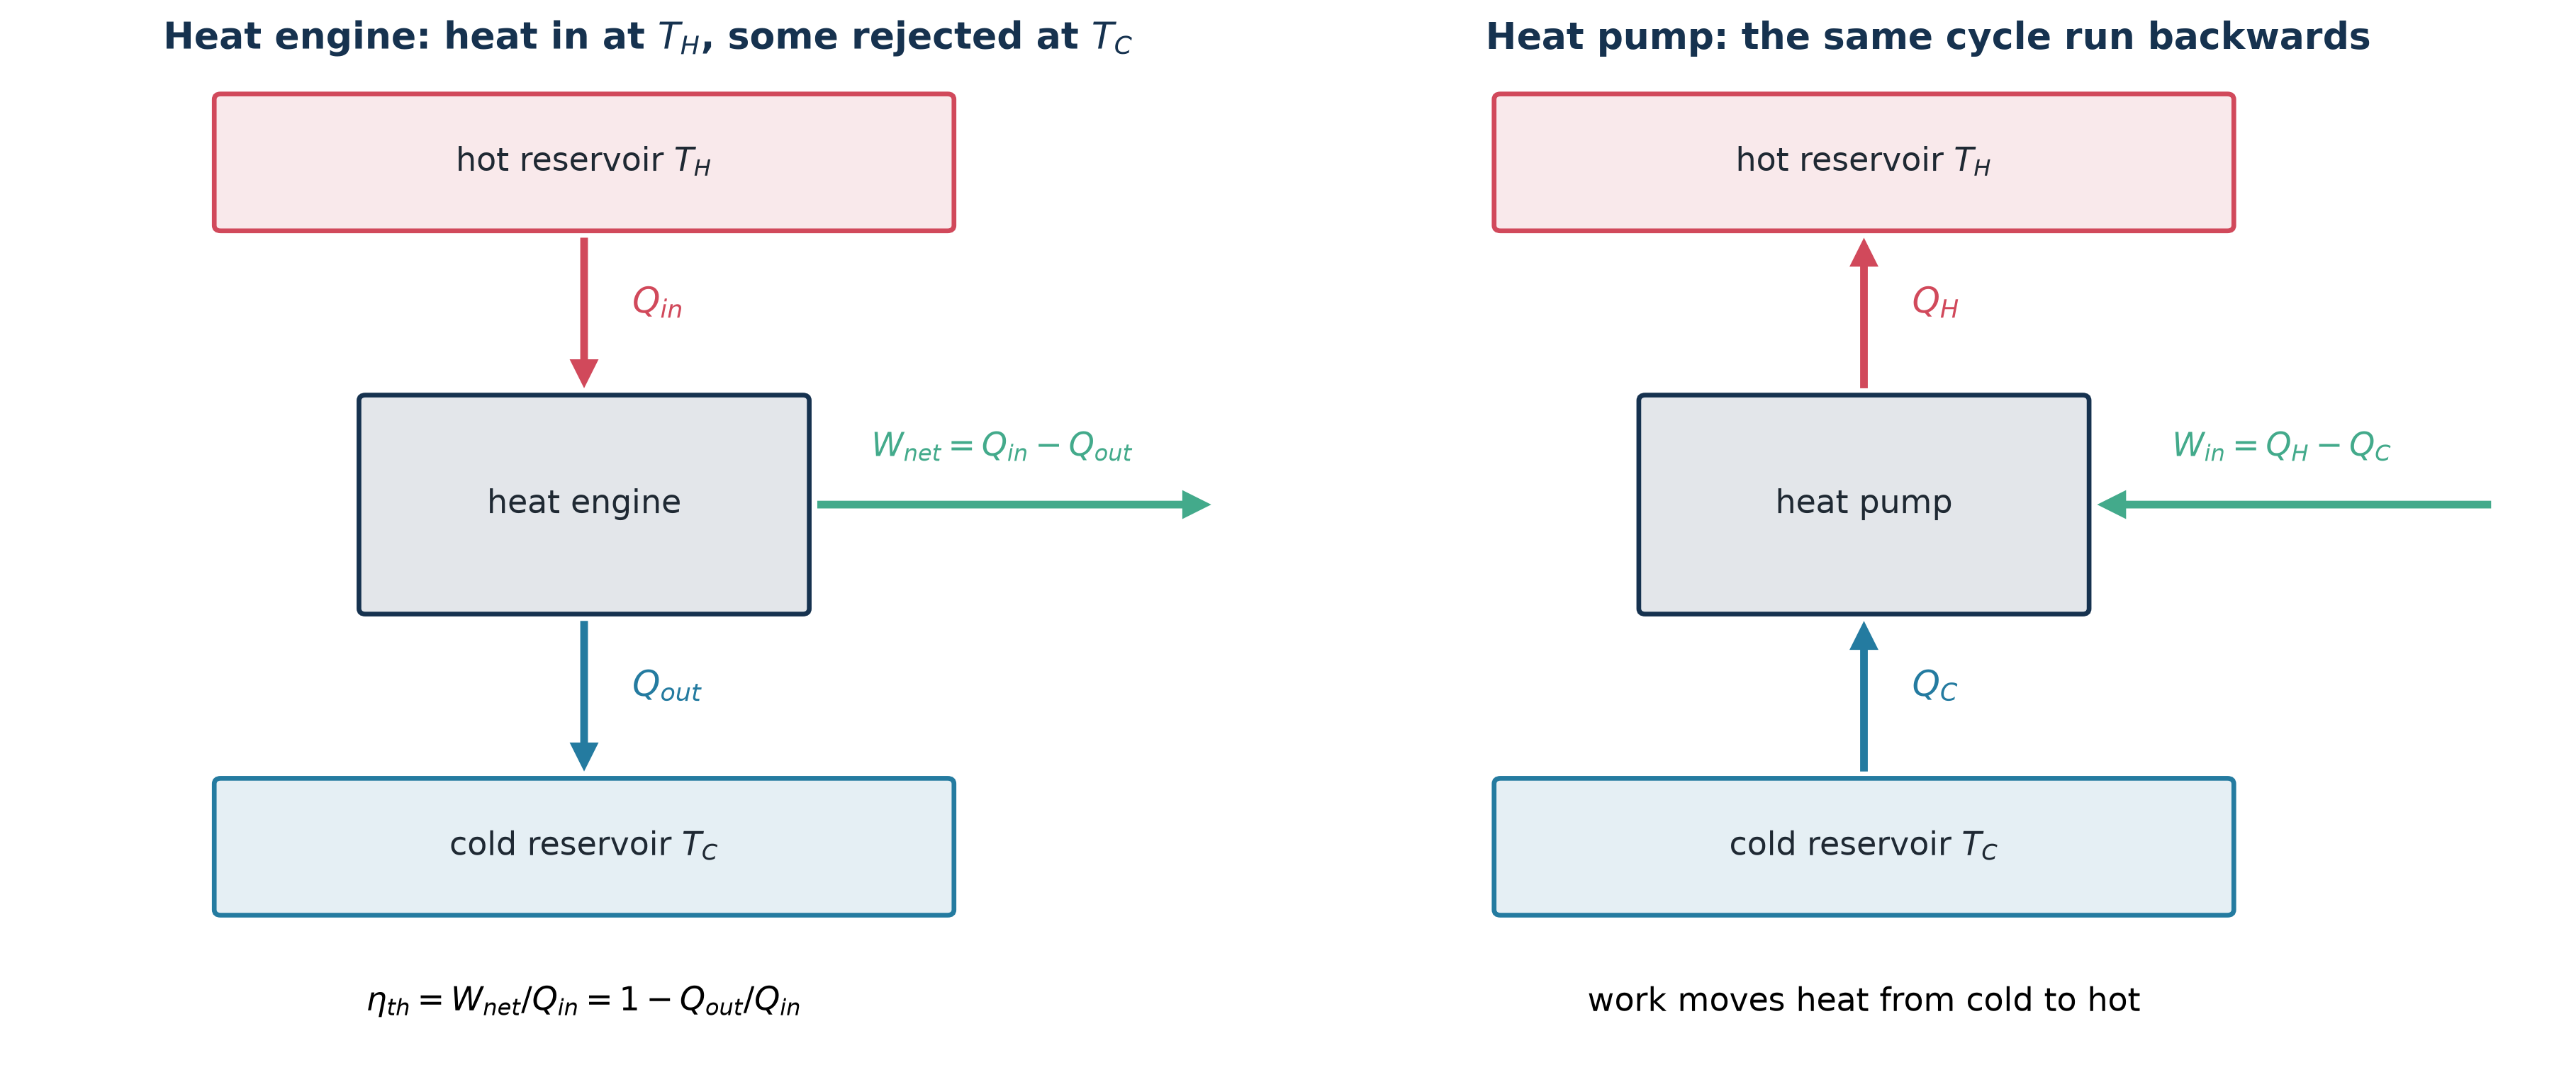 Heat engine: heat in at T_H, some rejected at T_C
hot reservoir T_H
Q_in
heat engine
W_net = Q_in − Q_out
Q_out
cold reservoir T_C
η_th = W_net/Q_in = 1 − Q_out/Q_in
Heat pump: the same cycle run backwards
hot reservoir T_H
Q_H
heat pump
W_in = Q_H − Q_C
Q_C
cold reservoir T_C
work moves heat from cold to hot